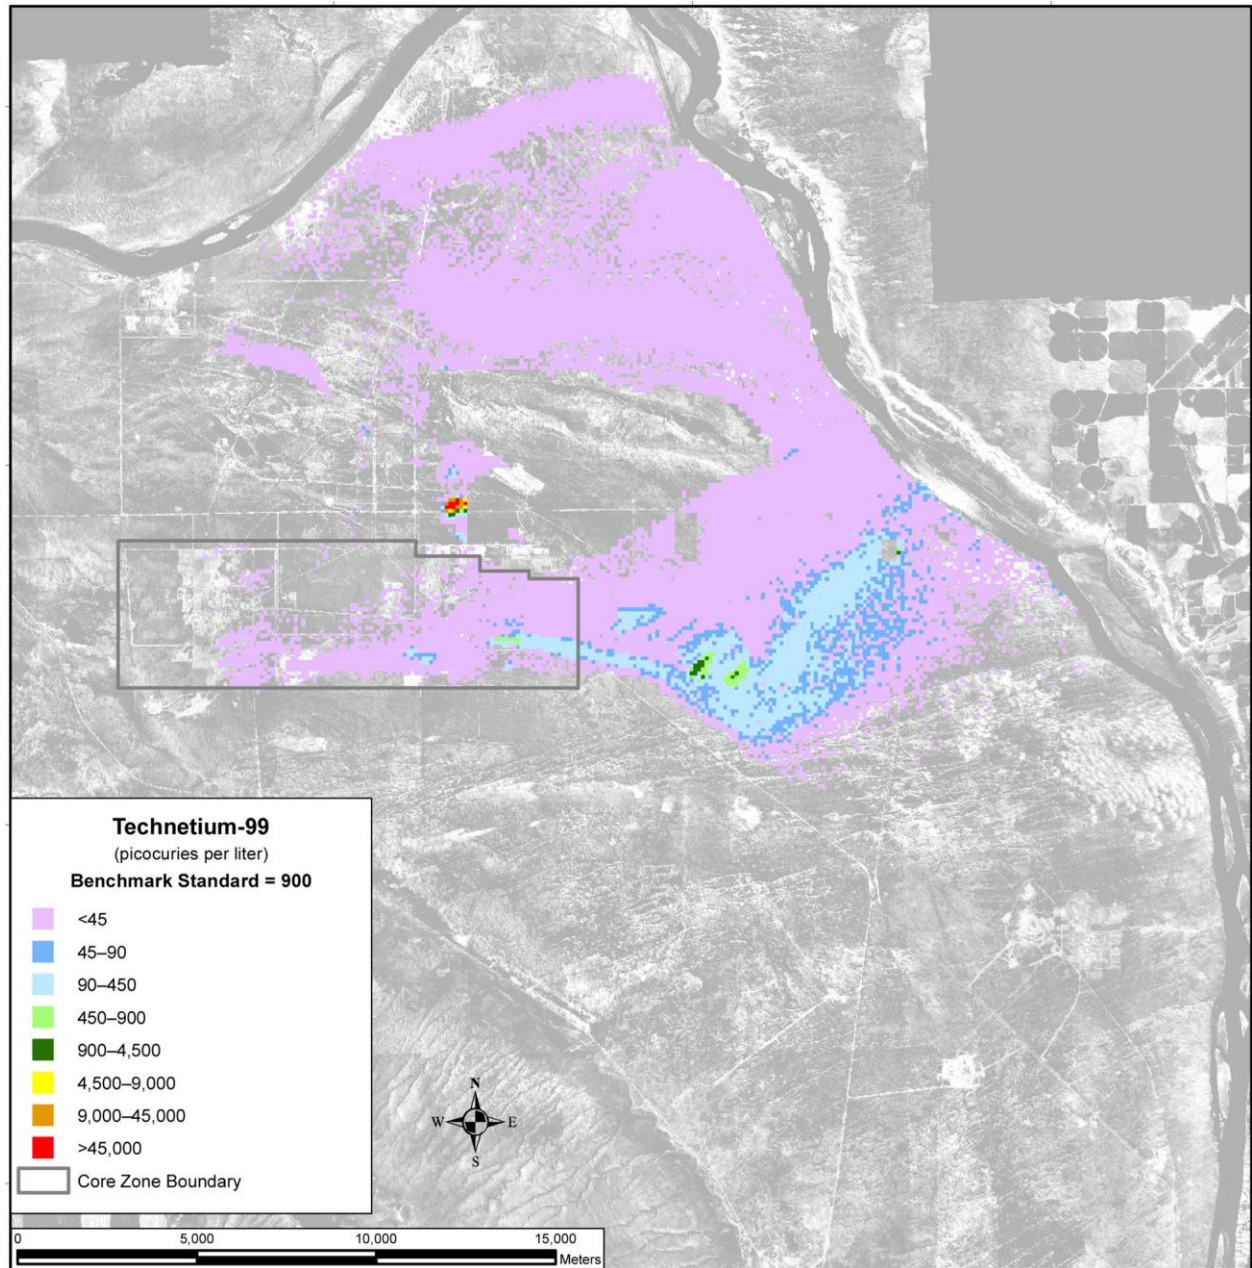 Technetium-99
(picocuries per liter)
Benchmark Standard = 900
<45
45–90
90–450
450–900
900–4,500
4,500–9,000
9,000–45,000
>45,000
Core Zone Boundary
N
W E
S
0 5,000 10,000 15,000
Meters